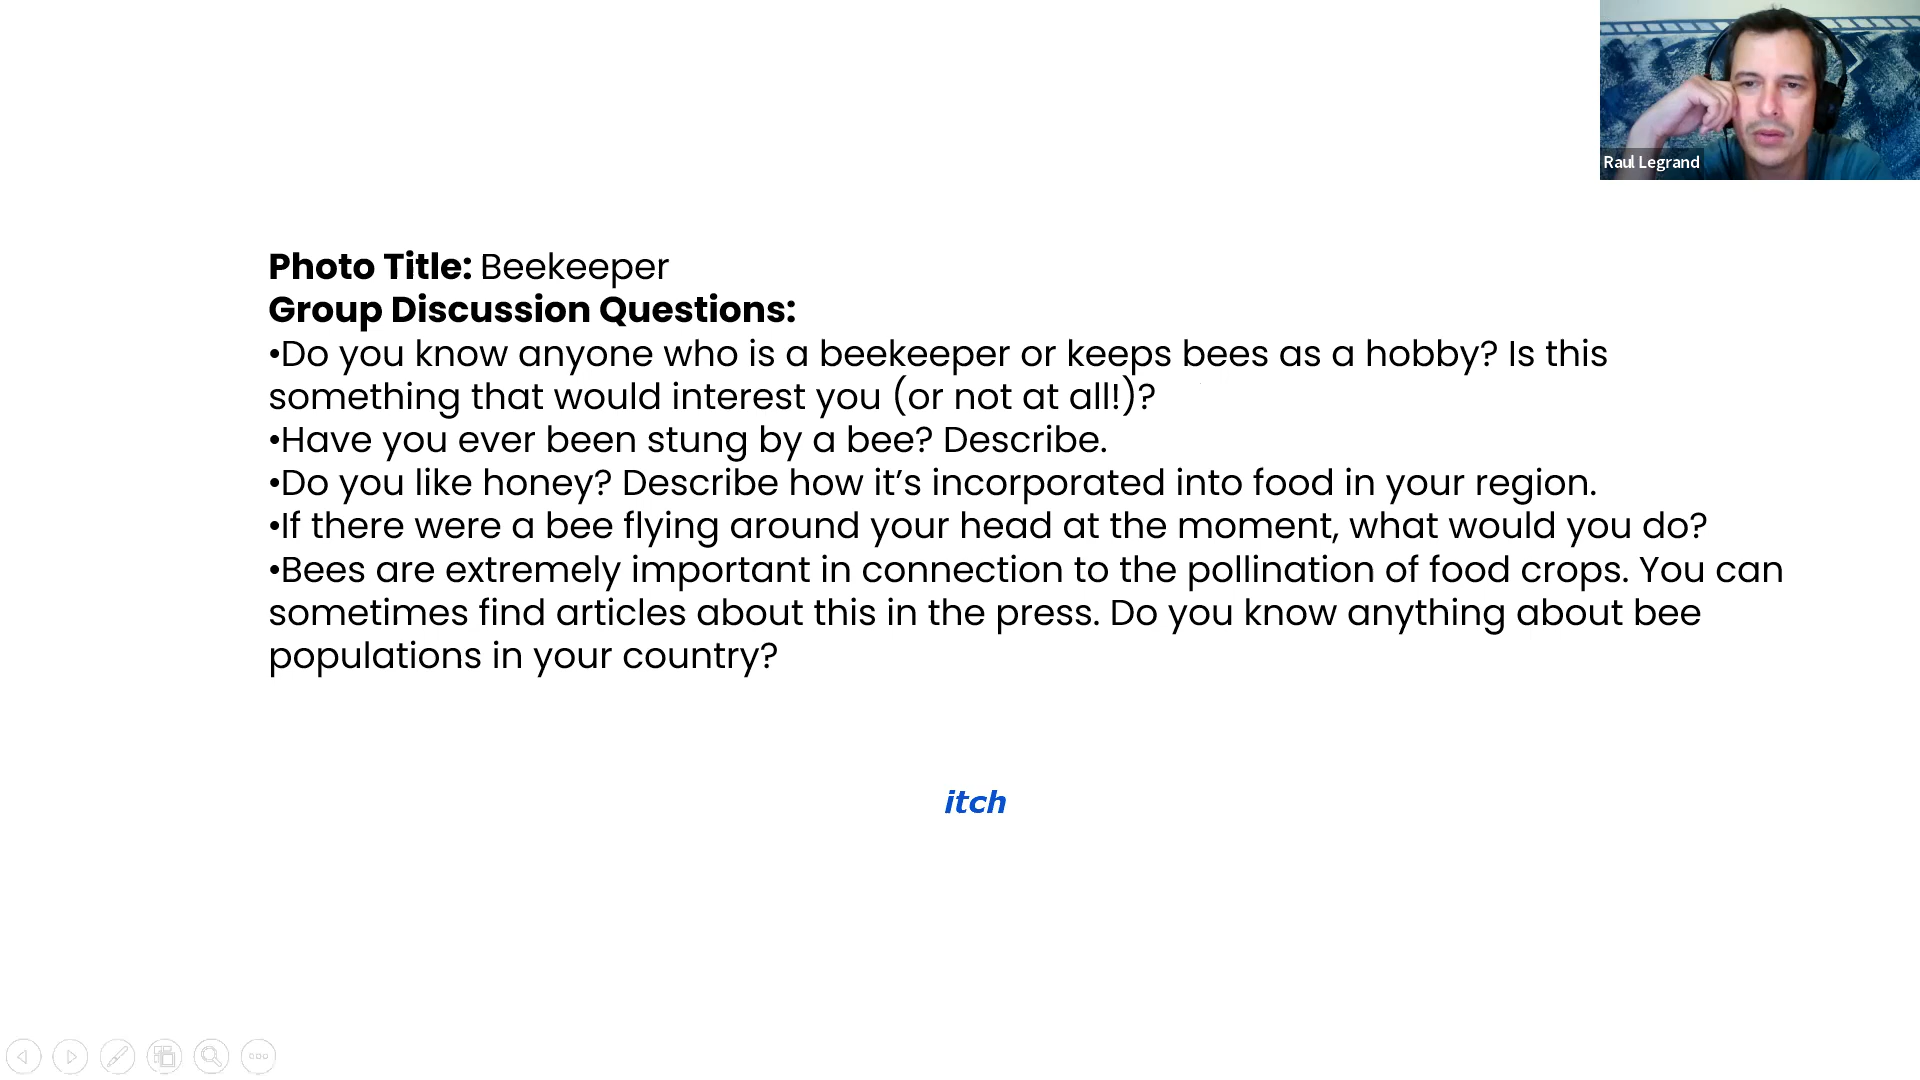 Raul Legrand
Photo Title: Beekeeper
Group Discussion Questions:
•Do you know anyone who is a beekeeper or keeps bees as a hobby? Is this
something that would interest you (or not at all!)?
•Have you ever been stung by a bee? Describe.
•Do you like honey? Describe how it’s incorporated into food in your region.
•If there were a bee flying around your head at the moment, what would you do?
•Bees are extremely important in connection to the pollination of food crops. You can
sometimes find articles about this in the press. Do you know anything about bee
populations in your country?
itch